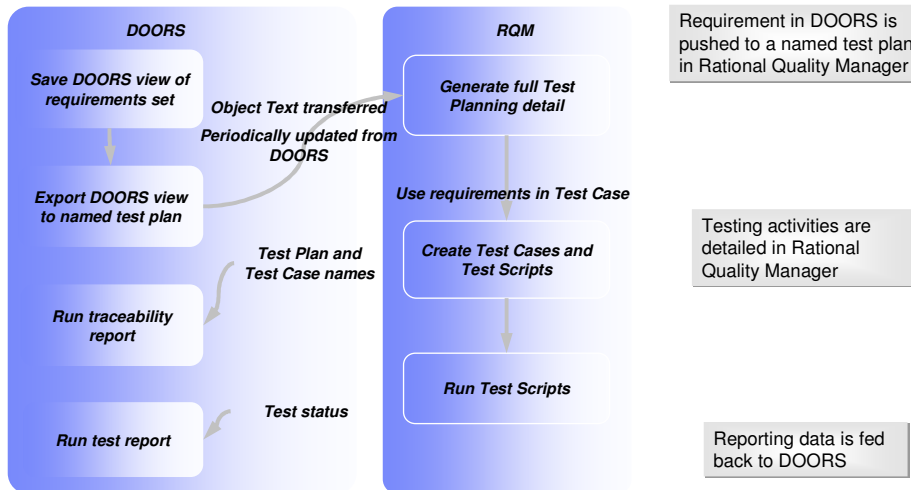 DOORS
Save DOORS view of
requirements set
Object Text transferred
Periodically updated from
DOORS
Export DOORS view
to named test plan
Test Plan and
Test Case names
Run traceability
report
Test status
Run test report
RQM
Generate full Test
Planning detail
Use requirements in Test Case
Create Test Cases and
Test Scripts
Run Test Scripts
Requirement in DOORS is
pushed to a named test plan
in Rational Quality Manager
Testing activities are
detailed in Rational
Quality Manager
Reporting data is fed
back to DOORS